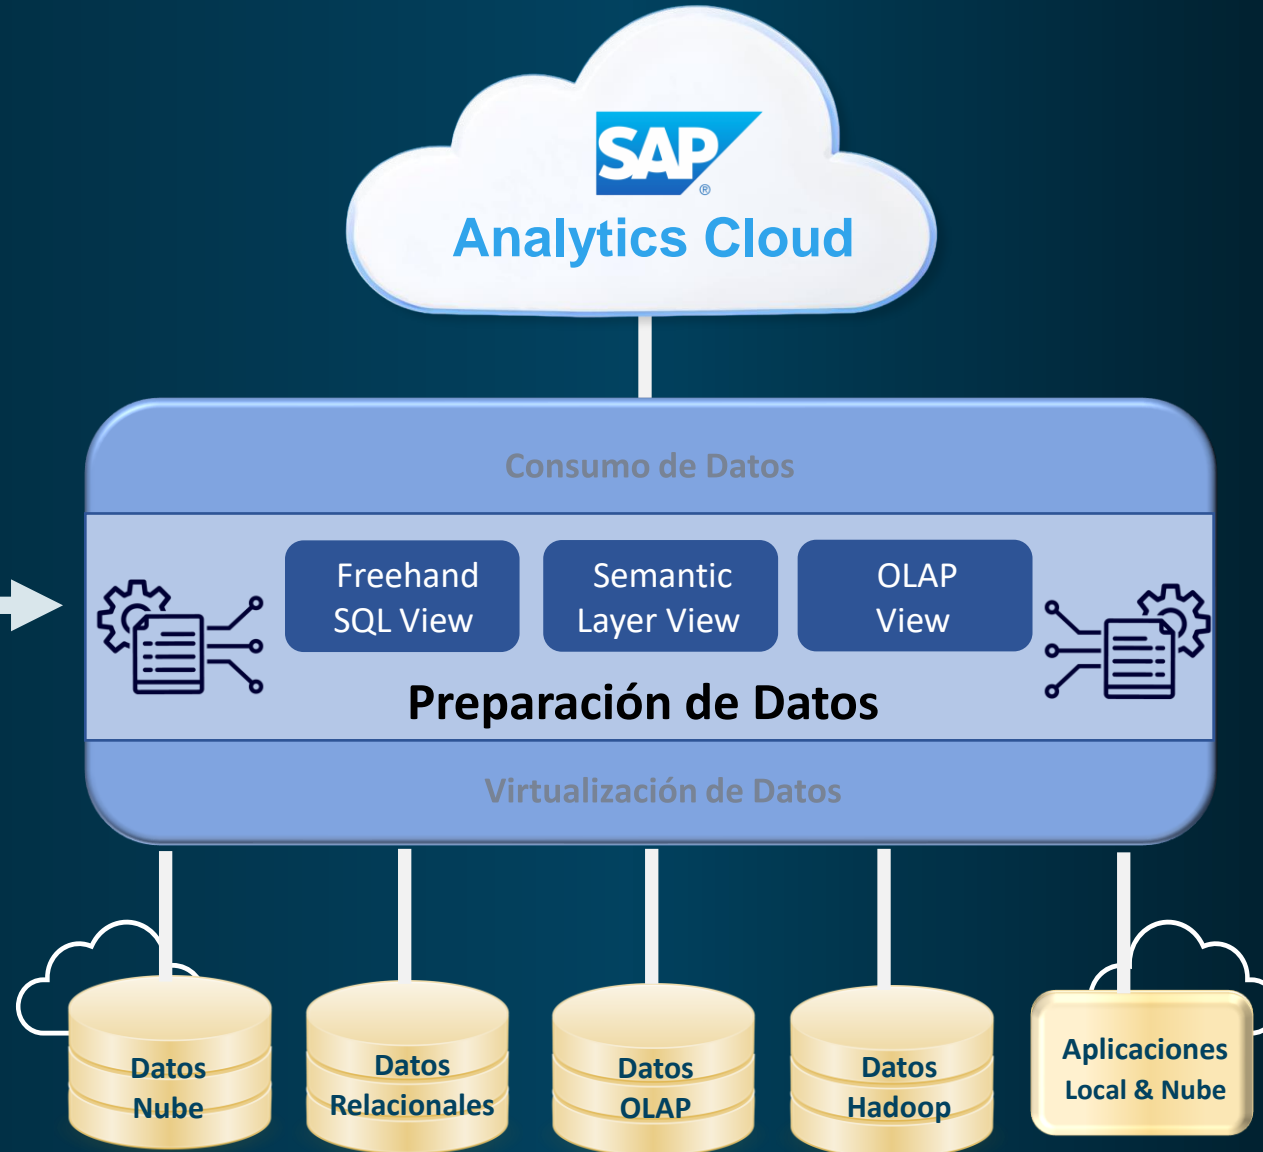 SAP
®
Analytics Cloud
Consumo de Datos
Freehand
SQL View
Semantic
Layer View
OLAP
View
Preparación de Datos
Virtualización de Datos
Datos
Nube
Datos
Relacionales
Datos
OLAP
Datos
Hadoop
Aplicaciones
Local & Nube